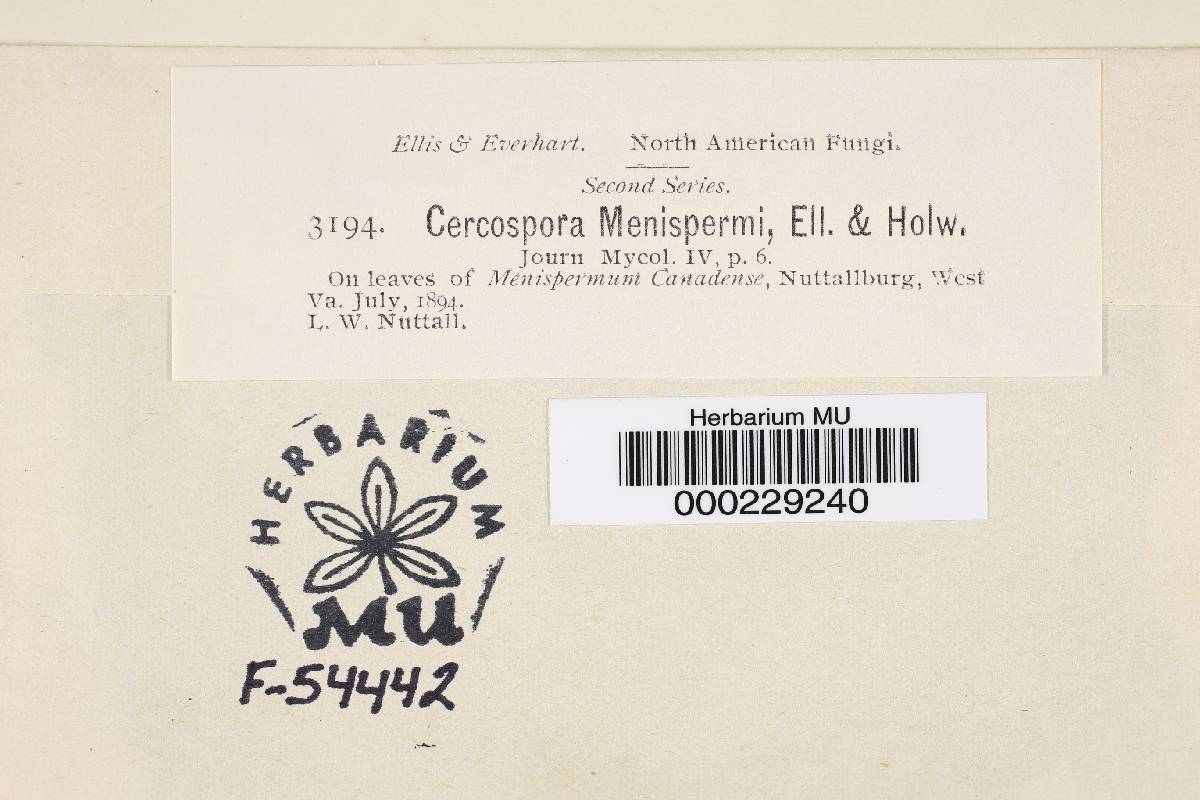 Ellis & Everhart. North American Fungi.
Second Series.
3194. Cercospora Menispermi, Ell. & Holw.
Journ Mycol. IV, p. 6.
On leaves of Menispermum Canadense, Nuttallburg, West
Va. July, 1894.
L. W. Nuttall.
Herbarium MU
000229240
HERBARIUM
MU
F-54442